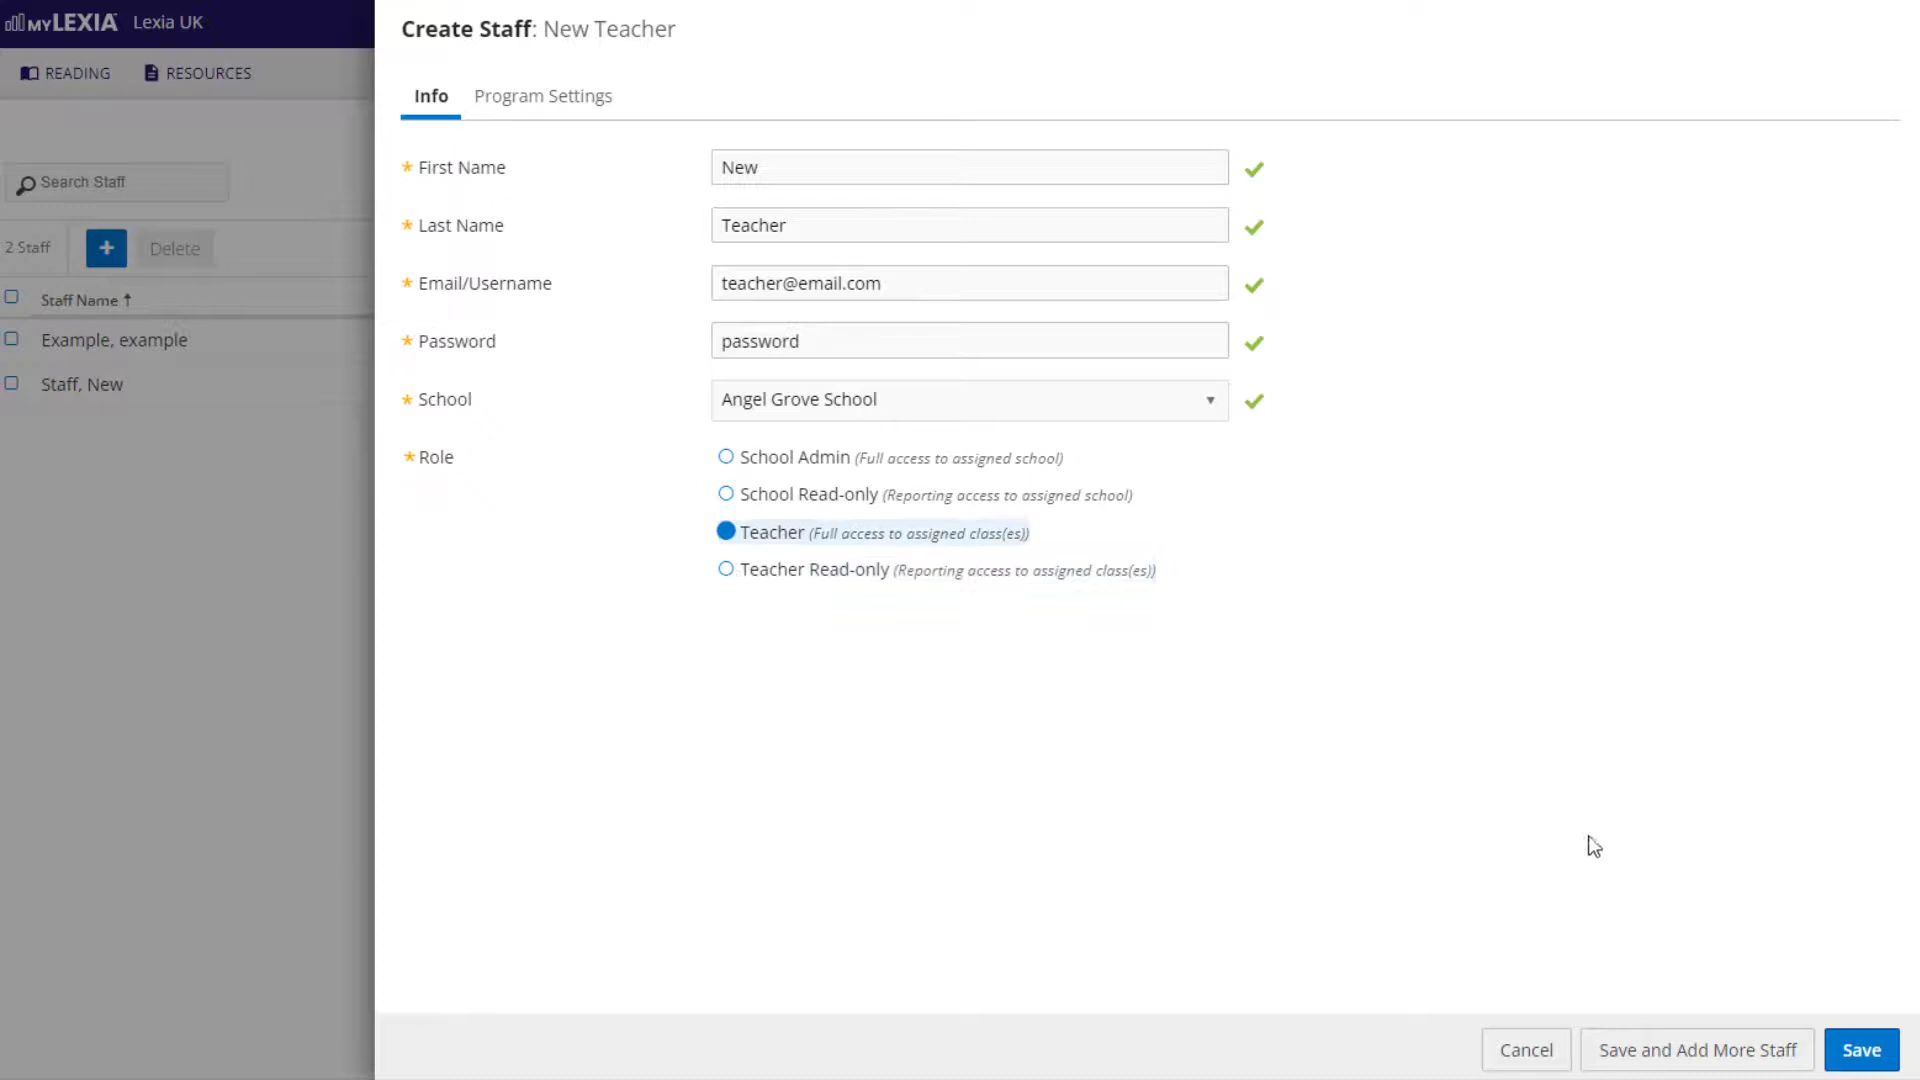 MYLEXIA Lexia UK
READING RESOURCES
Search Staff
2 Staff + Delete
Staff Name ↑
Example, example
Staff, New
Create Staff: New Teacher
Info Program Settings
* First Name New
* Last Name Teacher
* Email/Username teacher@email.com
* Password password
* School Angel Grove School
* Role School Admin (Full access to assigned school)
School Read-only (Reporting access to assigned school)
Teacher (Full access to assigned class(es))
Teacher Read-only (Reporting access to assigned class(es))
Cancel Save and Add More Staff Save